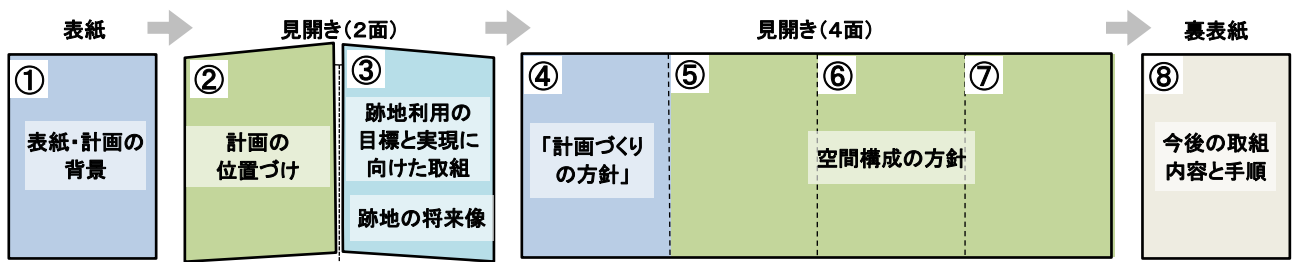 表紙
見開き（2面）
見開き（4面）
裏表紙
①
表紙・計画の
背景
②
計画の
位置づけ
③
跡地利用の
目標と実現に
向けた取組
跡地の将来像
④
「計画づくり
の方針」
⑤
⑥
⑦
空間構成の方針
⑧
今後の取組
内容と手順